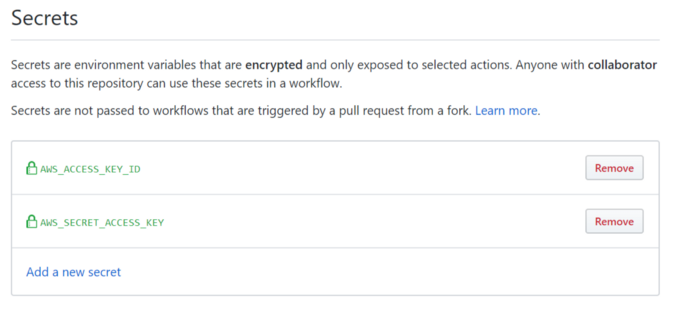 Secrets
Secrets are environment variables that are encrypted and only exposed to selected actions. Anyone with collaborator
access to this repository can use these secrets in a workflow.
Secrets are not passed to workflows that are triggered by a pull request from a fork. Learn more.
AWS_ACCESS_KEY_ID Remove
AWS_SECRET_ACCESS_KEY Remove
Add a new secret